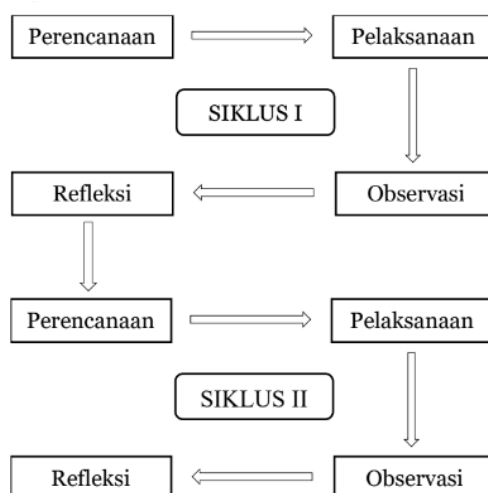 Perencanaan
Pelaksanaan
SIKLUS I
Refleksi
Observasi
Perencanaan
Pelaksanaan
SIKLUS II
Refleksi
Observasi